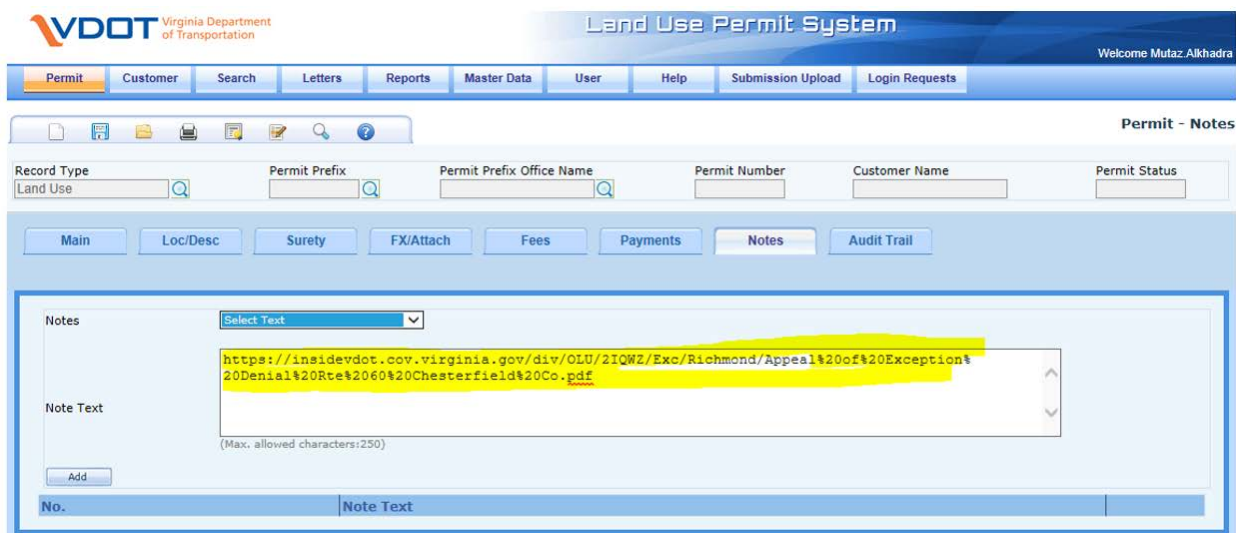 VDOT Virginia Department
of Transportation
Land Use Permit System
Welcome Mutaz.Alkhadra
Permit Customer Search Letters Reports Master Data User Help Submission Upload Login Requests
Permit - Notes
Record Type Permit Prefix Permit Prefix Office Name Permit Number Customer Name Permit Status
Land Use
Main Loc/Desc Surety FX/Attach Fees Payments Notes Audit Trail
Notes Select Text
https://insidevdot.cov.virginia.gov/div/OLU/2IQWZ/Exc/Richmond/Appeal%20of%20Exception%
20Denial%20Rte%2060%20Chesterfield%20Co.pdf
Note Text
(Max. allowed characters:250)
Add
No. Note Text